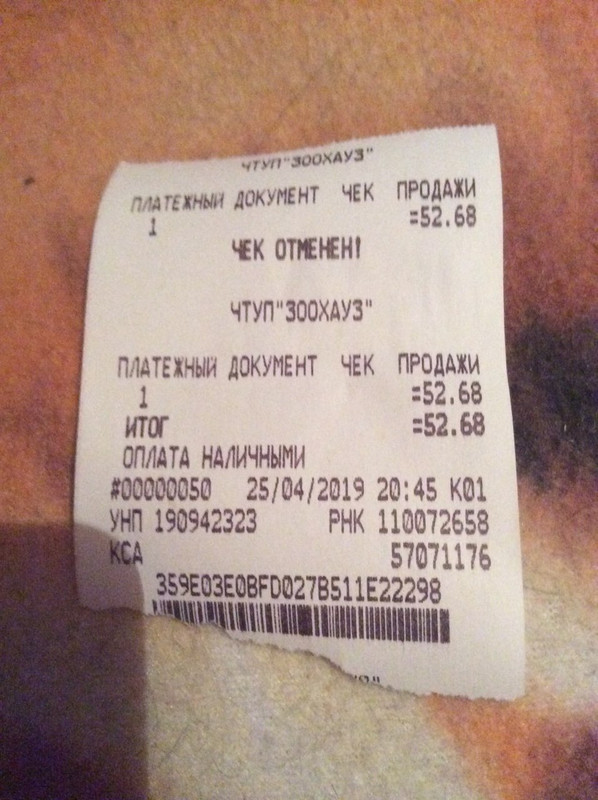 ЧТУП"ЗООХАУЗ"
ПЛАТЕЖНЫЙ ДОКУМЕНТ ЧЕК ПРОДАЖИ
1 =52.68
ЧЕК ОТМЕНЕН!
ЧТУП"ЗООХАУЗ"
ПЛАТЕЖНЫЙ ДОКУМЕНТ ЧЕК ПРОДАЖИ
1 =52.68
ИТОГ =52.68
ОПЛАТА НАЛИЧНЫМИ
#00000050 25/04/2019 20:45 К01
УНП 190942323 РНК 110072658
КСА 57071176
359E03E0BFD027B511E22298